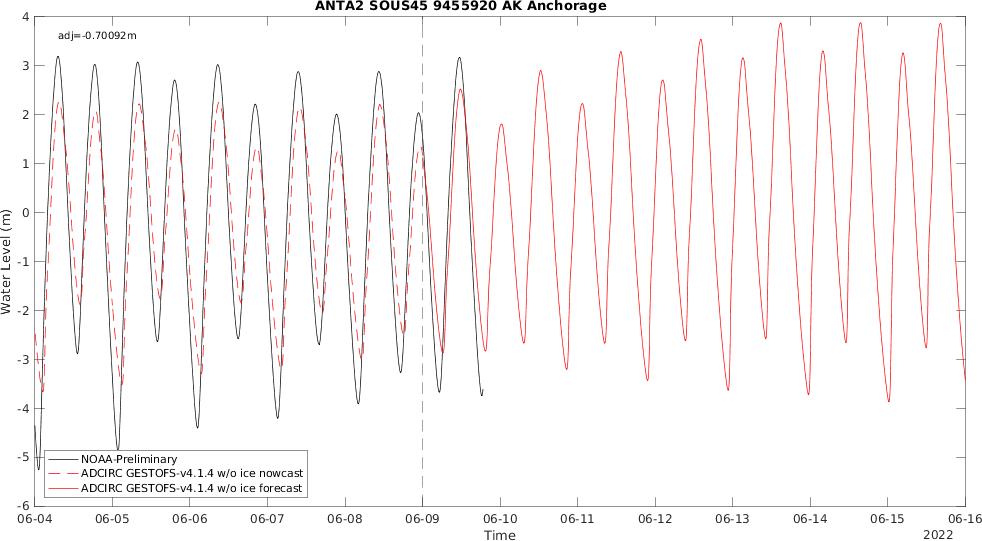 ANTA2 SOUS45 9455920 AK Anchorage
adj=-0.70092m
4
3
2
1
0
-1
-2
-3
-4
-5
-6
Water Level (m)
NOAA-Preliminary
ADCIRC GESTOFS-v4.1.4 w/o ice nowcast
ADCIRC GESTOFS-v4.1.4 w/o ice forecast
06-04 06-05 06-06 06-07 06-08 06-09 06-10 06-11 06-12 06-13 06-14 06-15 06-16
Time
2022